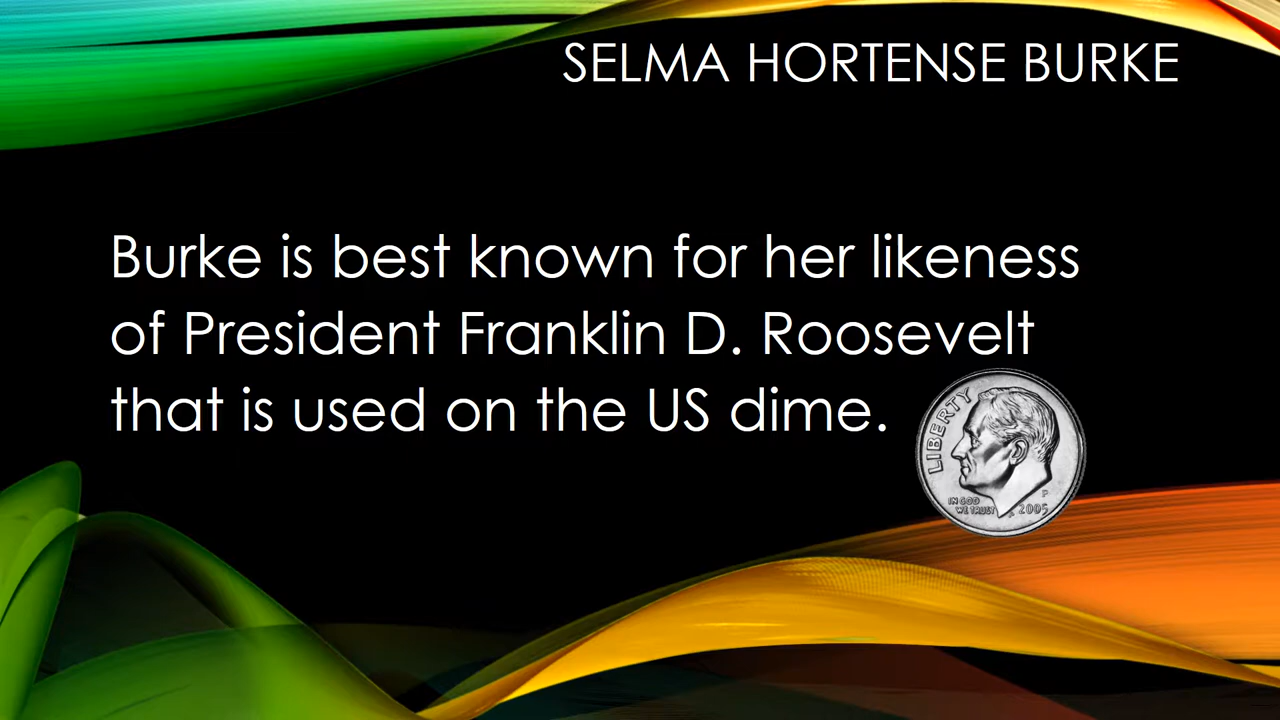 SELMA HORTENSE BURKE
Burke is best known for her likeness
of President Franklin D. Roosevelt
that is used on the US dime.
LIBERTY
IN GOD
WE TRUST
P
2005